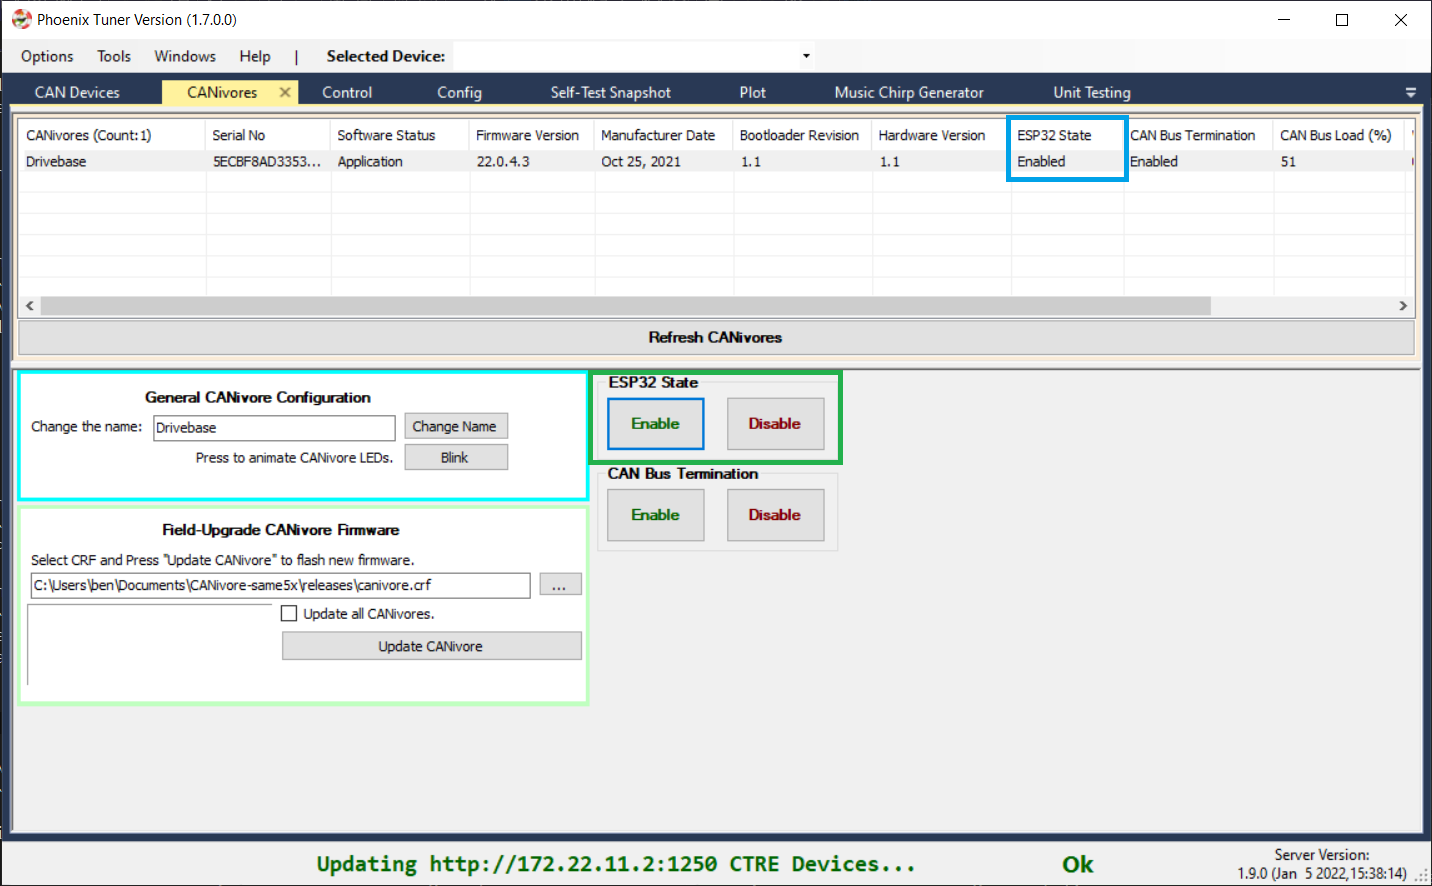 Phoenix Tuner Version (1.7.0.0)
Options Tools Windows Help | Selected Device:
CAN Devices CANivores Control Config Self-Test Snapshot Plot Music Chirp Generator Unit Testing
CANivores (Count:1) Serial No Software Status Firmware Version Manufacturer Date Bootloader Revision Hardware Version ESP32 State CAN Bus Termination CAN Bus Load (%)
Drivebase 5ECBF8AD3353... Application 22.0.4.3 Oct 25, 2021 1.1 1.1 Enabled Enabled 51
Refresh CANivores
General CANivore Configuration
Change the name: Drivebase Change Name
Press to animate CANivore LEDs. Blink
Field-Upgrade CANivore Firmware
Select CRF and Press "Update CANivore" to flash new firmware.
C:\Users\ben\Documents\CANivore-same5x\releases\canivore.crf ...
Update all CANivores.
Update CANivore
ESP32 State
Enable Disable
CAN Bus Termination
Enable Disable
Updating http://172.22.11.2:1250 CTRE Devices... Ok
Server Version:
1.9.0 (Jan 5 2022,15:38:14)